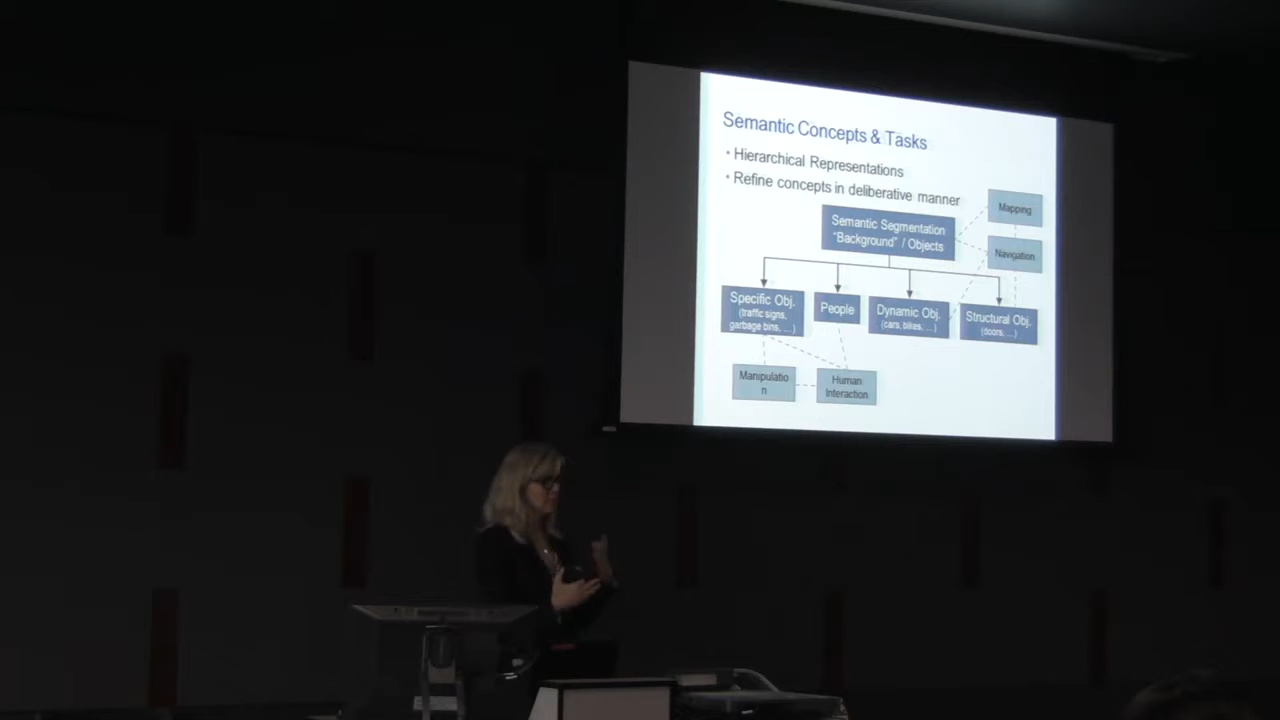 Semantic Concepts & Tasks
• Hierarchical Representations
• Refine concepts in deliberative manner
Mapping
Semantic Segmentation
"Background" / Objects
Navigation
Specific Obj.
(traffic signs,
garbage bins, ...)
People
Dynamic Obj.
(cars, bikes, ...)
Structural Obj.
(doors, ...)
Manipulatio
n
Human
Interaction